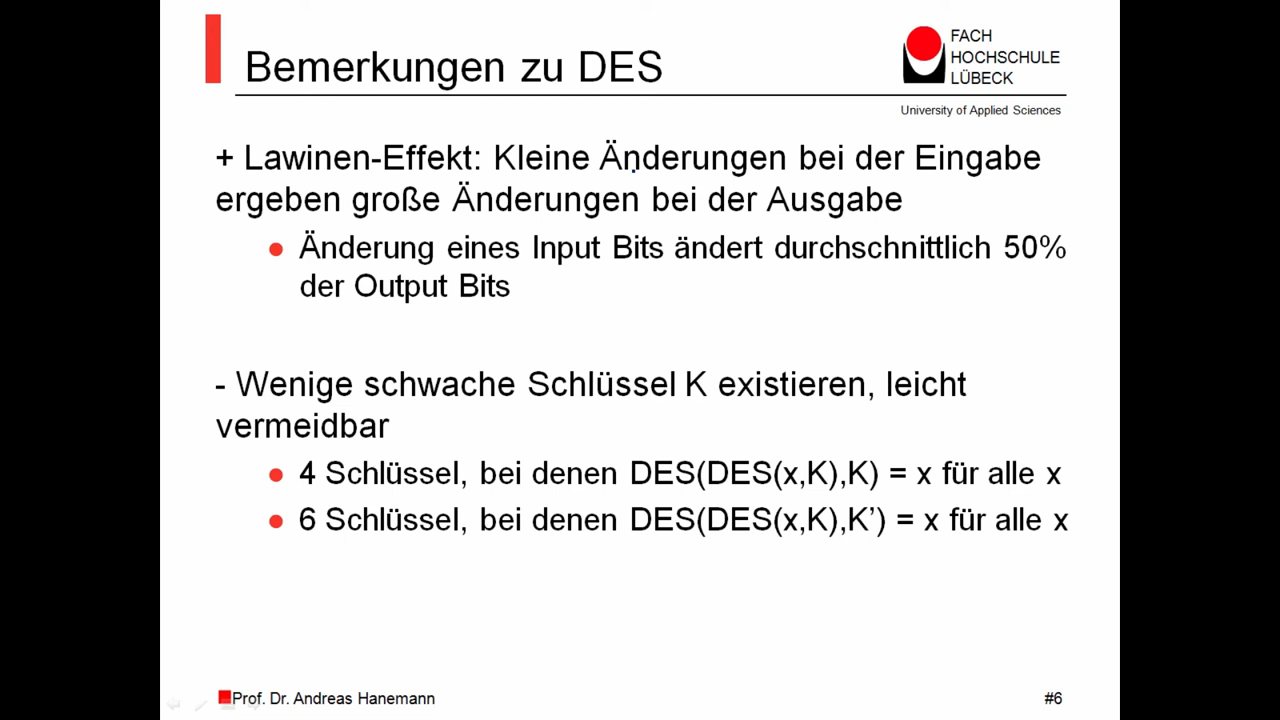 Bemerkungen zu DES
FACH
HOCHSCHULE
LÜBECK
University of Applied Sciences
+ Lawinen-Effekt: Kleine Änderungen bei der Eingabe
ergeben große Änderungen bei der Ausgabe
● Änderung eines Input Bits ändert durchschnittlich 50%
der Output Bits
- Wenige schwache Schlüssel K existieren, leicht
vermeidbar
● 4 Schlüssel, bei denen DES(DES(x,K),K) = x für alle x
● 6 Schlüssel, bei denen DES(DES(x,K),K’) = x für alle x
Prof. Dr. Andreas Hanemann
#6